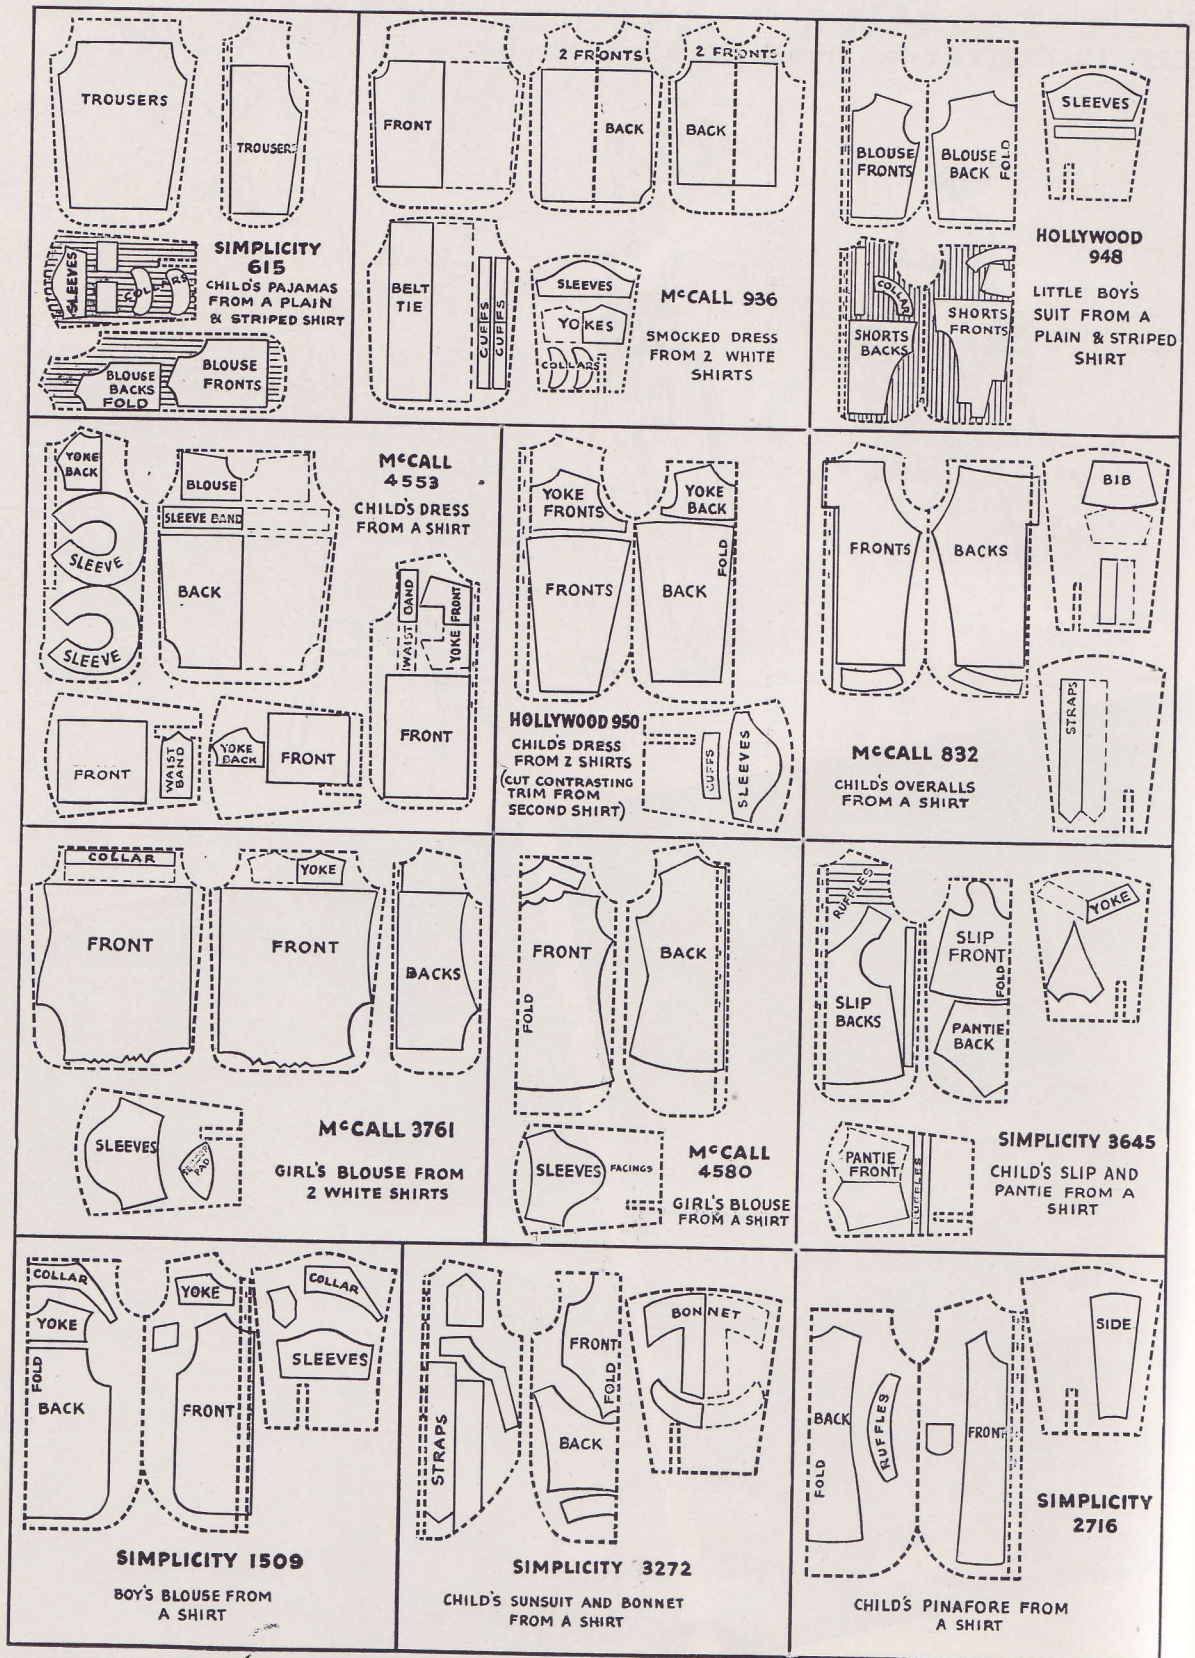 TROUSERS
TROUSERS
SIMPLICITY
615
CHILD'S PAJAMAS
FROM A PLAIN
& STRIPED SHIRT
SLEEVES
COLLARS
BLOUSE
BACKS
FOLD
BLOUSE
FRONTS
FRONT
2 FRONTS
BACK
2 FRONTS
BACK
BELT
TIE
CUFFS
CUFFS
SLEEVES
YOKES
COLLARS
McCALL 936
SMOCKED DRESS
FROM 2 WHITE
SHIRTS
BLOUSE
FRONTS
BLOUSE
BACK
FOLD
SLEEVES
HOLLYWOOD
948
LITTLE BOY'S
SUIT FROM A
PLAIN & STRIPED
SHIRT
COLLAR
SHORTS
BACKS
SHORTS
FRONTS
YOKE
BACK
SLEEVE
SLEEVE
BLOUSE
SLEEVE BAND
BACK
McCALL
4553
CHILD'S DRESS
FROM A SHIRT
WAIST BAND
YOKE FRONT
FRONT
FRONT
WAIST
BAND
YOKE
BACK
FRONT
YOKE
FRONTS
YOKE
BACK
FOLD
FRONTS
BACK
HOLLYWOOD 950
CHILD'S DRESS
FROM 2 SHIRTS
(CUT CONTRASTING
TRIM FROM
SECOND SHIRT)
CUFFS
SLEEVES
FRONTS
BACKS
BIB
STRAPS
McCALL 832
CHILD'S OVERALLS
FROM A SHIRT
COLLAR
FRONT
YOKE
FRONT
BACKS
SLEEVES
PAD
McCALL 3761
GIRL'S BLOUSE FROM
2 WHITE SHIRTS
FRONT
FOLD
BACK
SLEEVES
FACINGS
McCALL
4580
GIRL'S BLOUSE
FROM A SHIRT
RUFFLES
SLIP
BACKS
SLIP
FRONT
FOLD
PANTIE
BACK
YOKE
PANTIE
FRONT
RUFFLES
SIMPLICITY 3645
CHILD'S SLIP AND
PANTIE FROM A
SHIRT
COLLAR
YOKE
FOLD
BACK
YOKE
FRONT
COLLAR
SLEEVES
SIMPLICITY 1509
BOY'S BLOUSE FROM
A SHIRT
STRAPS
FRONT
FOLD
BACK
BONNET
SIMPLICITY 3272
CHILD'S SUNSUIT AND BONNET
FROM A SHIRT
BACK
FOLD
RUFFLES
FRONT
SIDE
SIMPLICITY
2716
CHILD'S PINAFORE FROM
A SHIRT